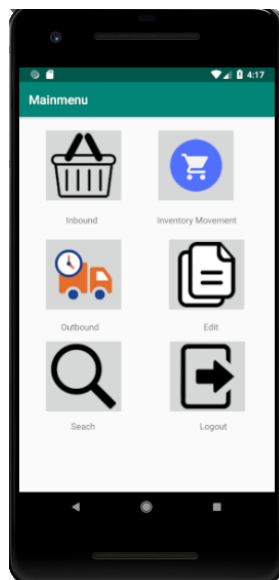 4:17
Mainmenu
Inbound Inventory Movement
Outbound Edit
Seach Logout